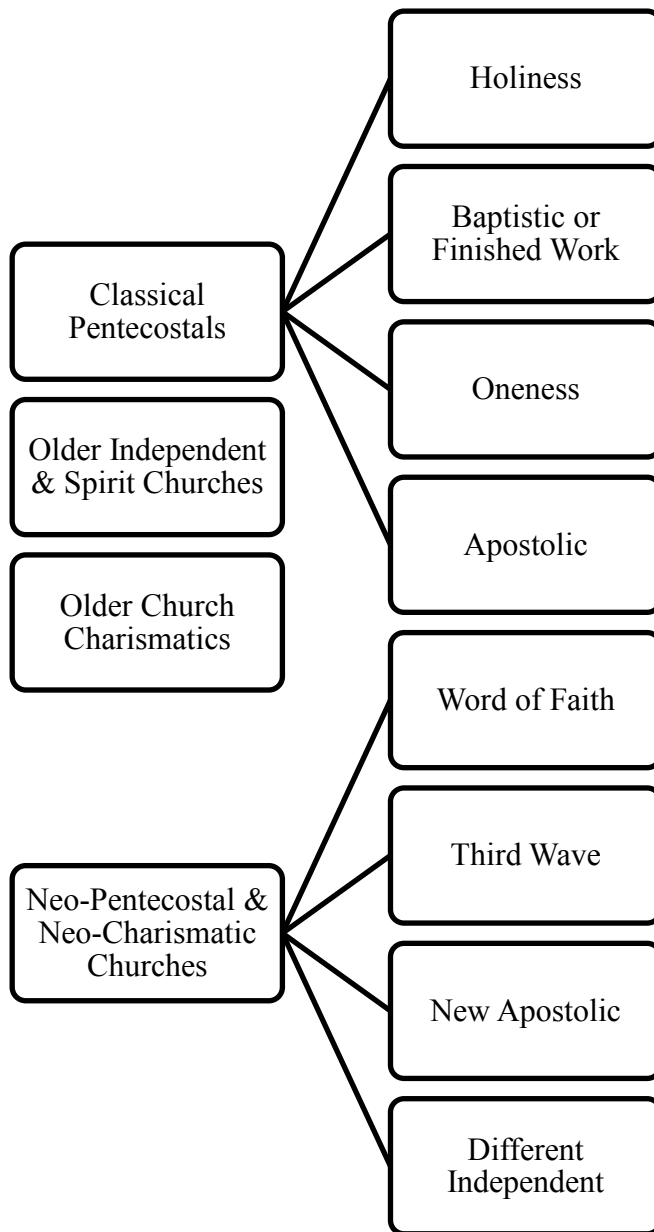 Classical
Pentecostals
Holiness
Baptistic or
Finished Work
Oneness
Apostolic
Older Independent
& Spirit Churches
Older Church
Charismatics
Neo-Pentecostal &
Neo-Charismatic
Churches
Word of Faith
Third Wave
New Apostolic
Different
Independent